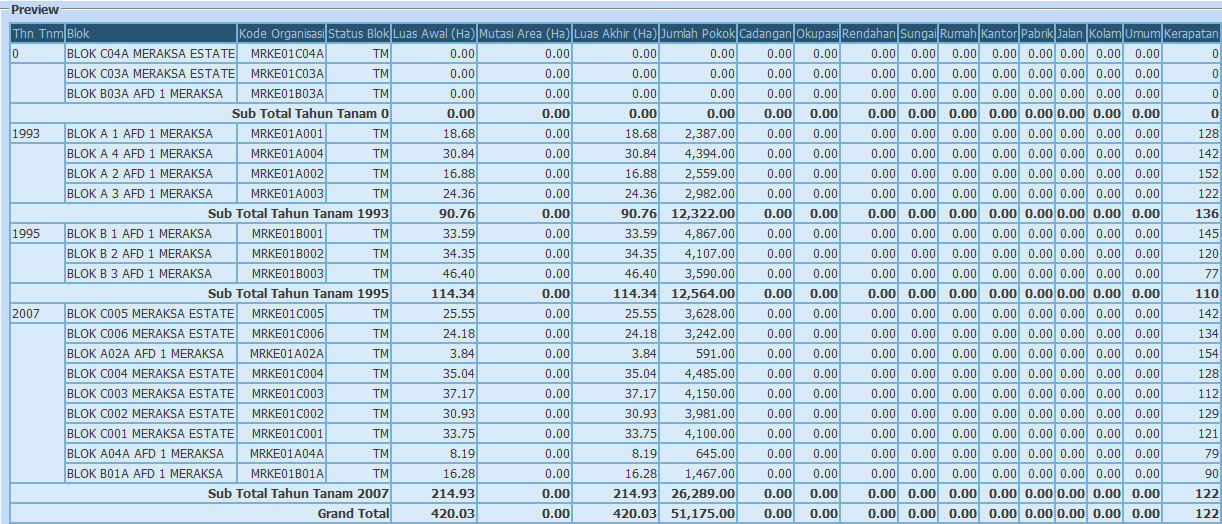 Preview
Thn Tnm Blok Kode Organisasi Status Blok Luas Awal (Ha) Mutasi Area (Ha) Luas Akhir (Ha) Jumlah Pokok Cadangan Okupasi Rendahan Sungai Rumah Kantor Pabrik Jalan Kolam Umum Kerapatan
0 BLOK C04A MERAKSA ESTATE MRKE01C04A TM 0.00 0.00 0.00 0.00 0.00 0.00 0.00 0.00 0.00 0.00 0.00 0.00 0.00 0.00 0
BLOK C03A MERAKSA ESTATE MRKE01C03A TM 0.00 0.00 0.00 0.00 0.00 0.00 0.00 0.00 0.00 0.00 0.00 0.00 0.00 0.00 0
BLOK B03A AFD 1 MERAKSA MRKE01B03A TM 0.00 0.00 0.00 0.00 0.00 0.00 0.00 0.00 0.00 0.00 0.00 0.00 0.00 0.00 0
Sub Total Tahun Tanam 0 0.00 0.00 0.00 0.00 0.00 0.00 0.00 0.00 0.00 0.00 0.00 0.00 0.00 0.00 0
1993 BLOK A 1 AFD 1 MERAKSA MRKE01A001 TM 18.68 0.00 18.68 2,387.00 0.00 0.00 0.00 0.00 0.00 0.00 0.00 0.00 0.00 0.00 128
BLOK A 4 AFD 1 MERAKSA MRKE01A004 TM 30.84 0.00 30.84 4,394.00 0.00 0.00 0.00 0.00 0.00 0.00 0.00 0.00 0.00 0.00 142
BLOK A 2 AFD 1 MERAKSA MRKE01A002 TM 16.88 0.00 16.88 2,559.00 0.00 0.00 0.00 0.00 0.00 0.00 0.00 0.00 0.00 0.00 152
BLOK A 3 AFD 1 MERAKSA MRKE01A003 TM 24.36 0.00 24.36 2,982.00 0.00 0.00 0.00 0.00 0.00 0.00 0.00 0.00 0.00 0.00 122
Sub Total Tahun Tanam 1993 90.76 0.00 90.76 12,322.00 0.00 0.00 0.00 0.00 0.00 0.00 0.00 0.00 0.00 0.00 136
1995 BLOK B 1 AFD 1 MERAKSA MRKE01B001 TM 33.59 0.00 33.59 4,867.00 0.00 0.00 0.00 0.00 0.00 0.00 0.00 0.00 0.00 0.00 145
BLOK B 2 AFD 1 MERAKSA MRKE01B002 TM 34.35 0.00 34.35 4,107.00 0.00 0.00 0.00 0.00 0.00 0.00 0.00 0.00 0.00 0.00 120
BLOK B 3 AFD 1 MERAKSA MRKE01B003 TM 46.40 0.00 46.40 3,590.00 0.00 0.00 0.00 0.00 0.00 0.00 0.00 0.00 0.00 0.00 77
Sub Total Tahun Tanam 1995 114.34 0.00 114.34 12,564.00 0.00 0.00 0.00 0.00 0.00 0.00 0.00 0.00 0.00 0.00 110
2007 BLOK C005 MERAKSA ESTATE MRKE01C005 TM 25.55 0.00 25.55 3,628.00 0.00 0.00 0.00 0.00 0.00 0.00 0.00 0.00 0.00 0.00 142
BLOK C006 MERAKSA ESTATE MRKE01C006 TM 24.18 0.00 24.18 3,242.00 0.00 0.00 0.00 0.00 0.00 0.00 0.00 0.00 0.00 0.00 134
BLOK A02A AFD 1 MERAKSA MRKE01A02A TM 3.84 0.00 3.84 591.00 0.00 0.00 0.00 0.00 0.00 0.00 0.00 0.00 0.00 0.00 154
BLOK C004 MERAKSA ESTATE MRKE01C004 TM 35.04 0.00 35.04 4,485.00 0.00 0.00 0.00 0.00 0.00 0.00 0.00 0.00 0.00 0.00 128
BLOK C003 MERAKSA ESTATE MRKE01C003 TM 37.17 0.00 37.17 4,150.00 0.00 0.00 0.00 0.00 0.00 0.00 0.00 0.00 0.00 0.00 112
BLOK C002 MERAKSA ESTATE MRKE01C002 TM 30.93 0.00 30.93 3,981.00 0.00 0.00 0.00 0.00 0.00 0.00 0.00 0.00 0.00 0.00 129
BLOK C001 MERAKSA ESTATE MRKE01C001 TM 33.75 0.00 33.75 4,100.00 0.00 0.00 0.00 0.00 0.00 0.00 0.00 0.00 0.00 0.00 121
BLOK A04A AFD 1 MERAKSA MRKE01A04A TM 8.19 0.00 8.19 645.00 0.00 0.00 0.00 0.00 0.00 0.00 0.00 0.00 0.00 0.00 79
BLOK B01A AFD 1 MERAKSA MRKE01B01A TM 16.28 0.00 16.28 1,467.00 0.00 0.00 0.00 0.00 0.00 0.00 0.00 0.00 0.00 0.00 90
Sub Total Tahun Tanam 2007 214.93 0.00 214.93 26,289.00 0.00 0.00 0.00 0.00 0.00 0.00 0.00 0.00 0.00 0.00 122
Grand Total 420.03 0.00 420.03 51,175.00 0.00 0.00 0.00 0.00 0.00 0.00 0.00 0.00 0.00 0.00 122